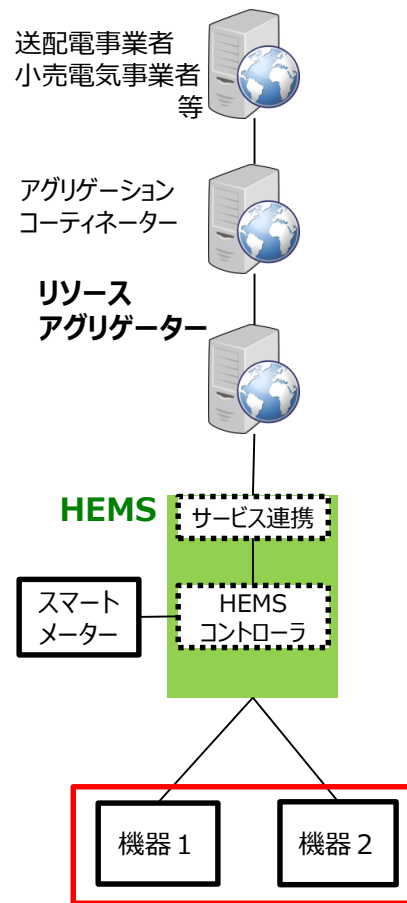 送配電事業者
小売電気事業者
等
アグリゲーション
コーティネーター
リソース
アグリゲーター
HEMS
サービス連携
スマート
メーター
HEMS
コントローラ
機器１
機器２